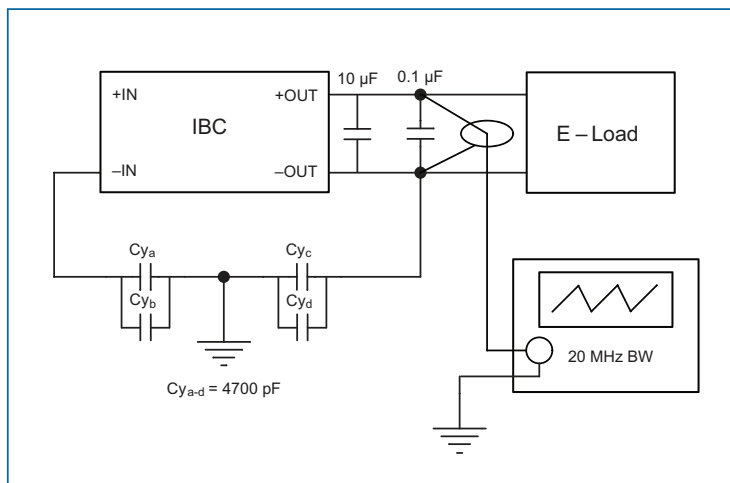 10 µF
0.1 µF
+IN
+OUT
IBC
E – Load
–IN
–OUT
Cya
Cyc
Cyb
Cyd
20 MHz BW
Cya-d = 4700 pF